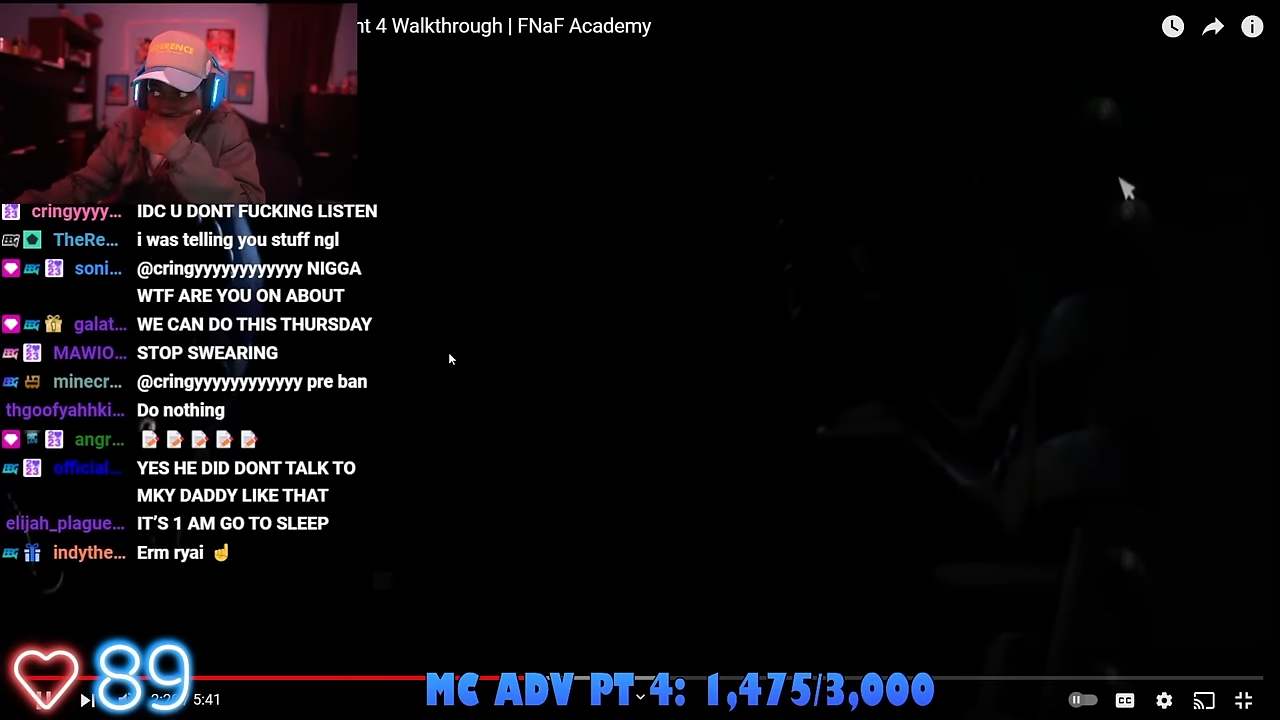 nt 4 Walkthrough | FNaF Academy
cringyyyy… IDC U DONT FUCKING LISTEN
TheRe… i was telling you stuff ngl
soni… @cringyyyyyyyyyyyy NIGGA
WTF ARE YOU ON ABOUT
galat… WE CAN DO THIS THURSDAY
MAWIO… STOP SWEARING
minecr… @cringyyyyyyyyyyyy pre ban
thgoofyahhki… Do nothing
angr… 📝 📝 📝 📝 📝
official… YES HE DID DONT TALK TO
MKY DADDY LIKE THAT
elijah_plague… IT’S 1 AM GO TO SLEEP
indythe… Erm ryai ☝️
89
/ 5:41
MC ADV PT 4: 1,475/3,000
CC